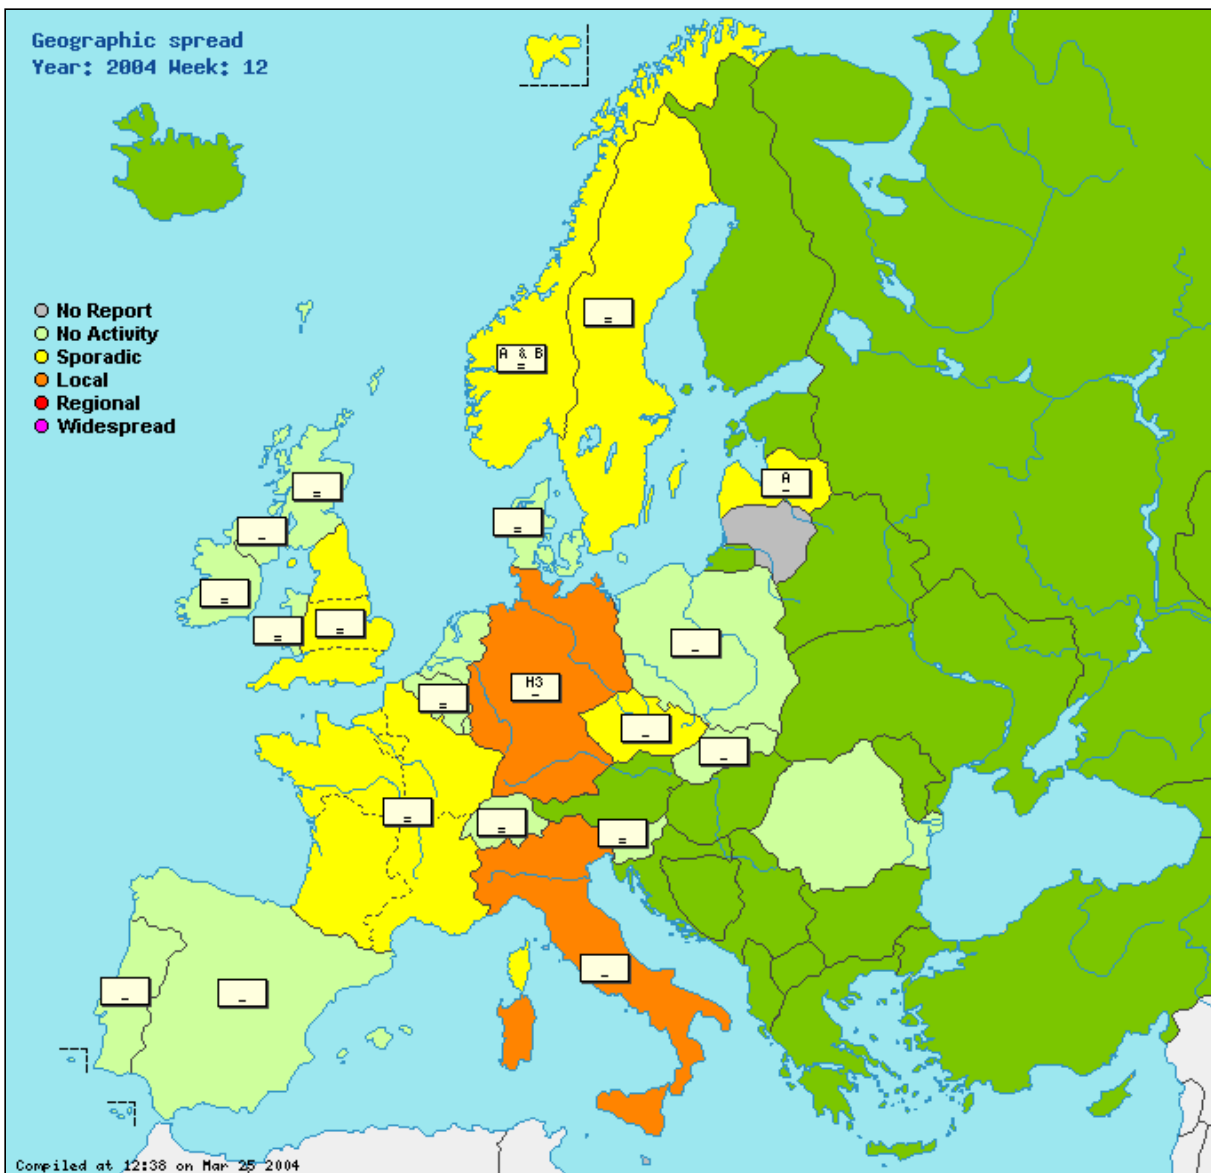 Geographic spread
Year: 2004 Week: 12
No Report
No Activity
Sporadic
Local
Regional
Widespread
=
A & B
=
A
-
=
=
-
=
=
=
-
H3
-
=
-
-
=
=
=
-
-
-
Compiled at 12:38 on Mar 25 2004